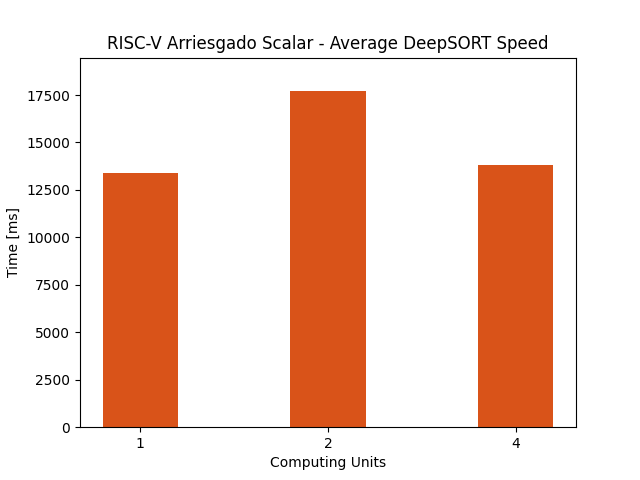 RISC-V Arriesgado Scalar - Average DeepSORT Speed
17500
15000
12500
10000
7500
5000
2500
0
Time [ms]
1 2 4
Computing Units